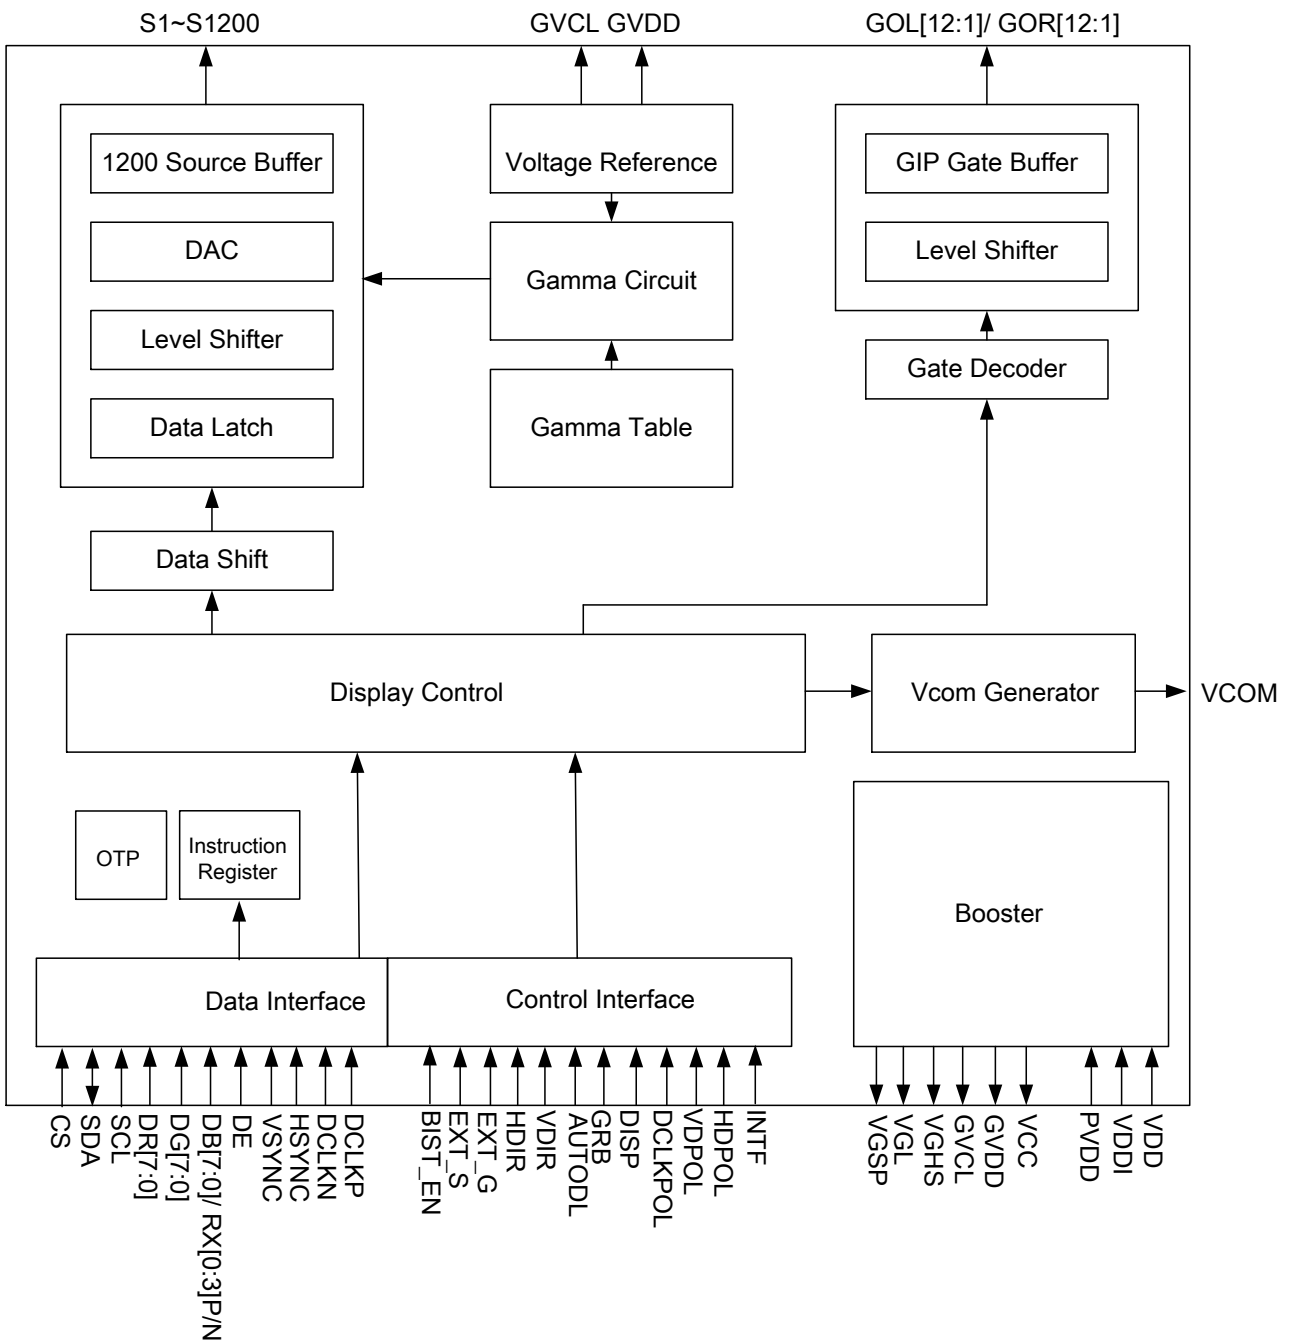 S1~S1200
GVCL GVDD
GOL[12:1]/ GOR[12:1]
1200 Source Buffer
Voltage Reference
GIP Gate Buffer
DAC
Gamma Circuit
Level Shifter
Level Shifter
Gate Decoder
Data Latch
Gamma Table
Data Shift
Display Control
Vcom Generator
VCOM
OTP
Instruction
Register
Booster
Data Interface
Control Interface
CS
SDA
SCL
DR[7:0]
DG[7:0]
DB[7:0]/ RX[0:3]P/N
DE
VSYNC
HSYNC
DCLKN
DCLKP
BIST_EN
EXT_S
EXT_G
HDIR
VDIR
AUTODL
GRB
DISP
DCLKPOL
VDPOL
HDPOL
INTF
VGSP
VGL
VGHS
GVCL
GVDD
VCC
PVDD
VDDI
VDD